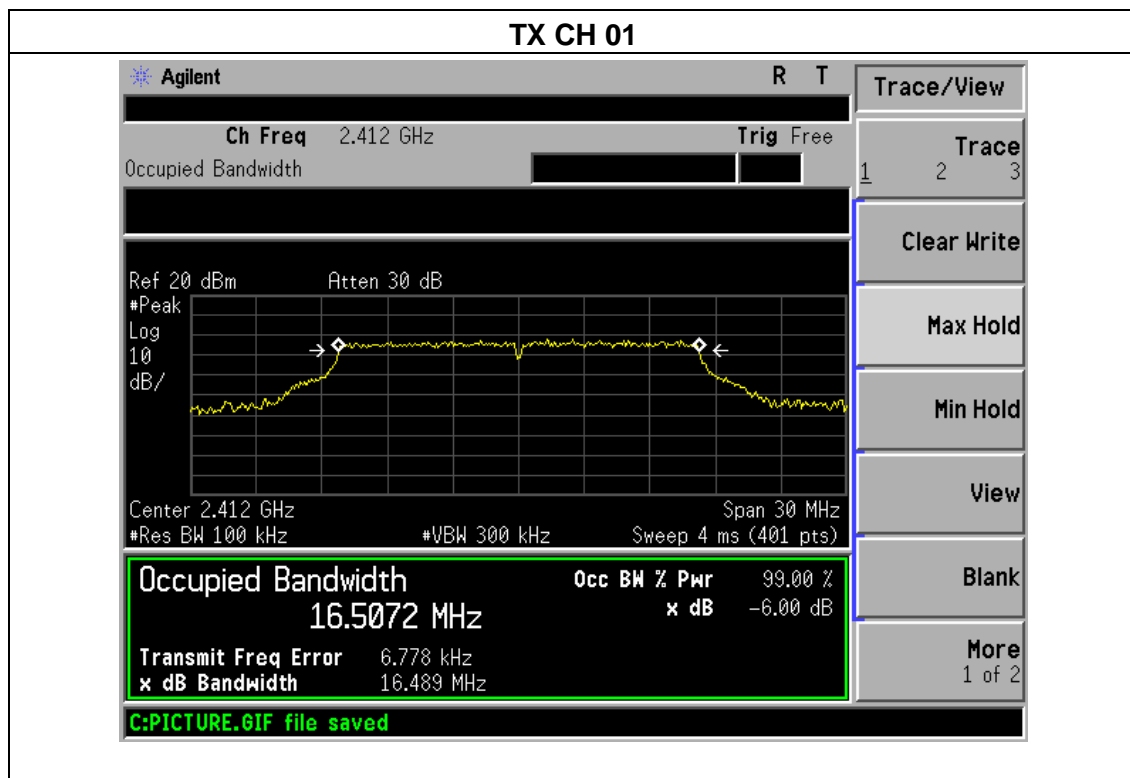 TX CH 01
Agilent R T
Trace/View
Ch Freq 2.412 GHz Trig Free
Occupied Bandwidth
Trace
1 2 3
Clear Write
Max Hold
Min Hold
View
Blank
More
1 of 2
Ref 20 dBm Atten 30 dB
#Peak
Log
10
dB/
Center 2.412 GHz Span 30 MHz
#Res BW 100 kHz #VBW 300 kHz Sweep 4 ms (401 pts)
Occupied Bandwidth Occ BW % Pwr 99.00 %
16.5072 MHz x dB -6.00 dB
Transmit Freq Error 6.778 kHz
x dB Bandwidth 16.489 MHz
C:PICTURE.GIF file saved